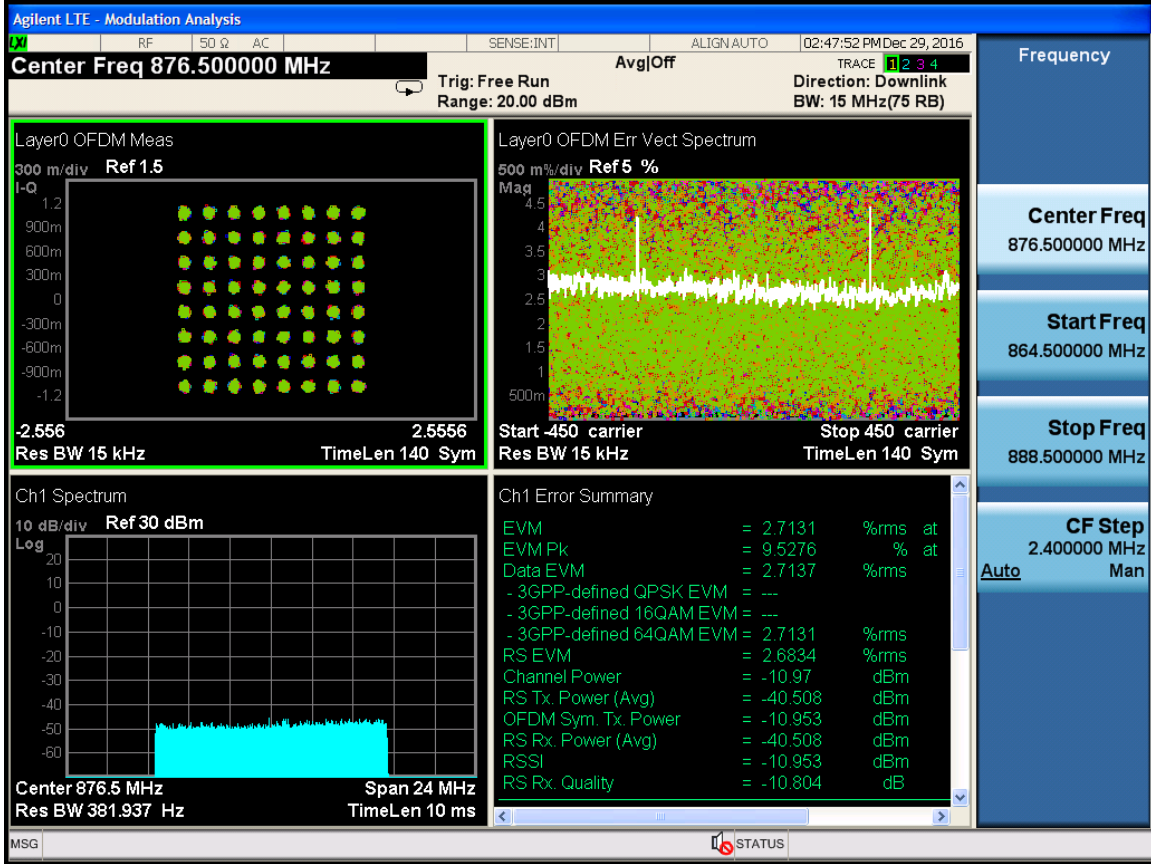 Agilent LTE - Modulation Analysis
LXI RF 50 Ω AC SENSE:INT ALIGN AUTO 02:47:52 PM Dec 29, 2016
Center Freq 876.500000 MHz
Avg|Off
TRACE 1 2 3 4
Trig: Free Run
Direction: Downlink
Range: 20.00 dBm
BW: 15 MHz(75 RB)
Frequency
Center Freq
876.500000 MHz
Start Freq
864.500000 MHz
Stop Freq
888.500000 MHz
CF Step
2.400000 MHz
Auto Man
Layer0 OFDM Meas
300 m/div Ref 1.5
I-Q
1.2
900m
600m
300m
0
-300m
-600m
-900m
-1.2
-2.556 2.5556
Res BW 15 kHz TimeLen 140 Sym
Layer0 OFDM Err Vect Spectrum
500 m%/div Ref 5 %
Mag
4.5
4
3.5
3
2.5
2
1.5
1
500m
Start -450 carrier Stop 450 carrier
Res BW 15 kHz TimeLen 140 Sym
Ch1 Spectrum
10 dB/div Ref 30 dBm
Log
20
10
0
-10
-20
-30
-40
-50
-60
Center 876.5 MHz Span 24 MHz
Res BW 381.937 Hz TimeLen 10 ms
Ch1 Error Summary
EVM = 2.7131 %rms at
EVM Pk = 9.5276 % at
Data EVM = 2.7137 %rms
- 3GPP-defined QPSK EVM = ---
- 3GPP-defined 16QAM EVM = ---
- 3GPP-defined 64QAM EVM = 2.7131 %rms
RS EVM = 2.6834 %rms
Channel Power = -10.97 dBm
RS Tx. Power (Avg) = -40.508 dBm
OFDM Sym. Tx. Power = -10.953 dBm
RS Rx. Power (Avg) = -40.508 dBm
RSSI = -10.953 dBm
RS Rx. Quality = -10.804 dB
MSG STATUS